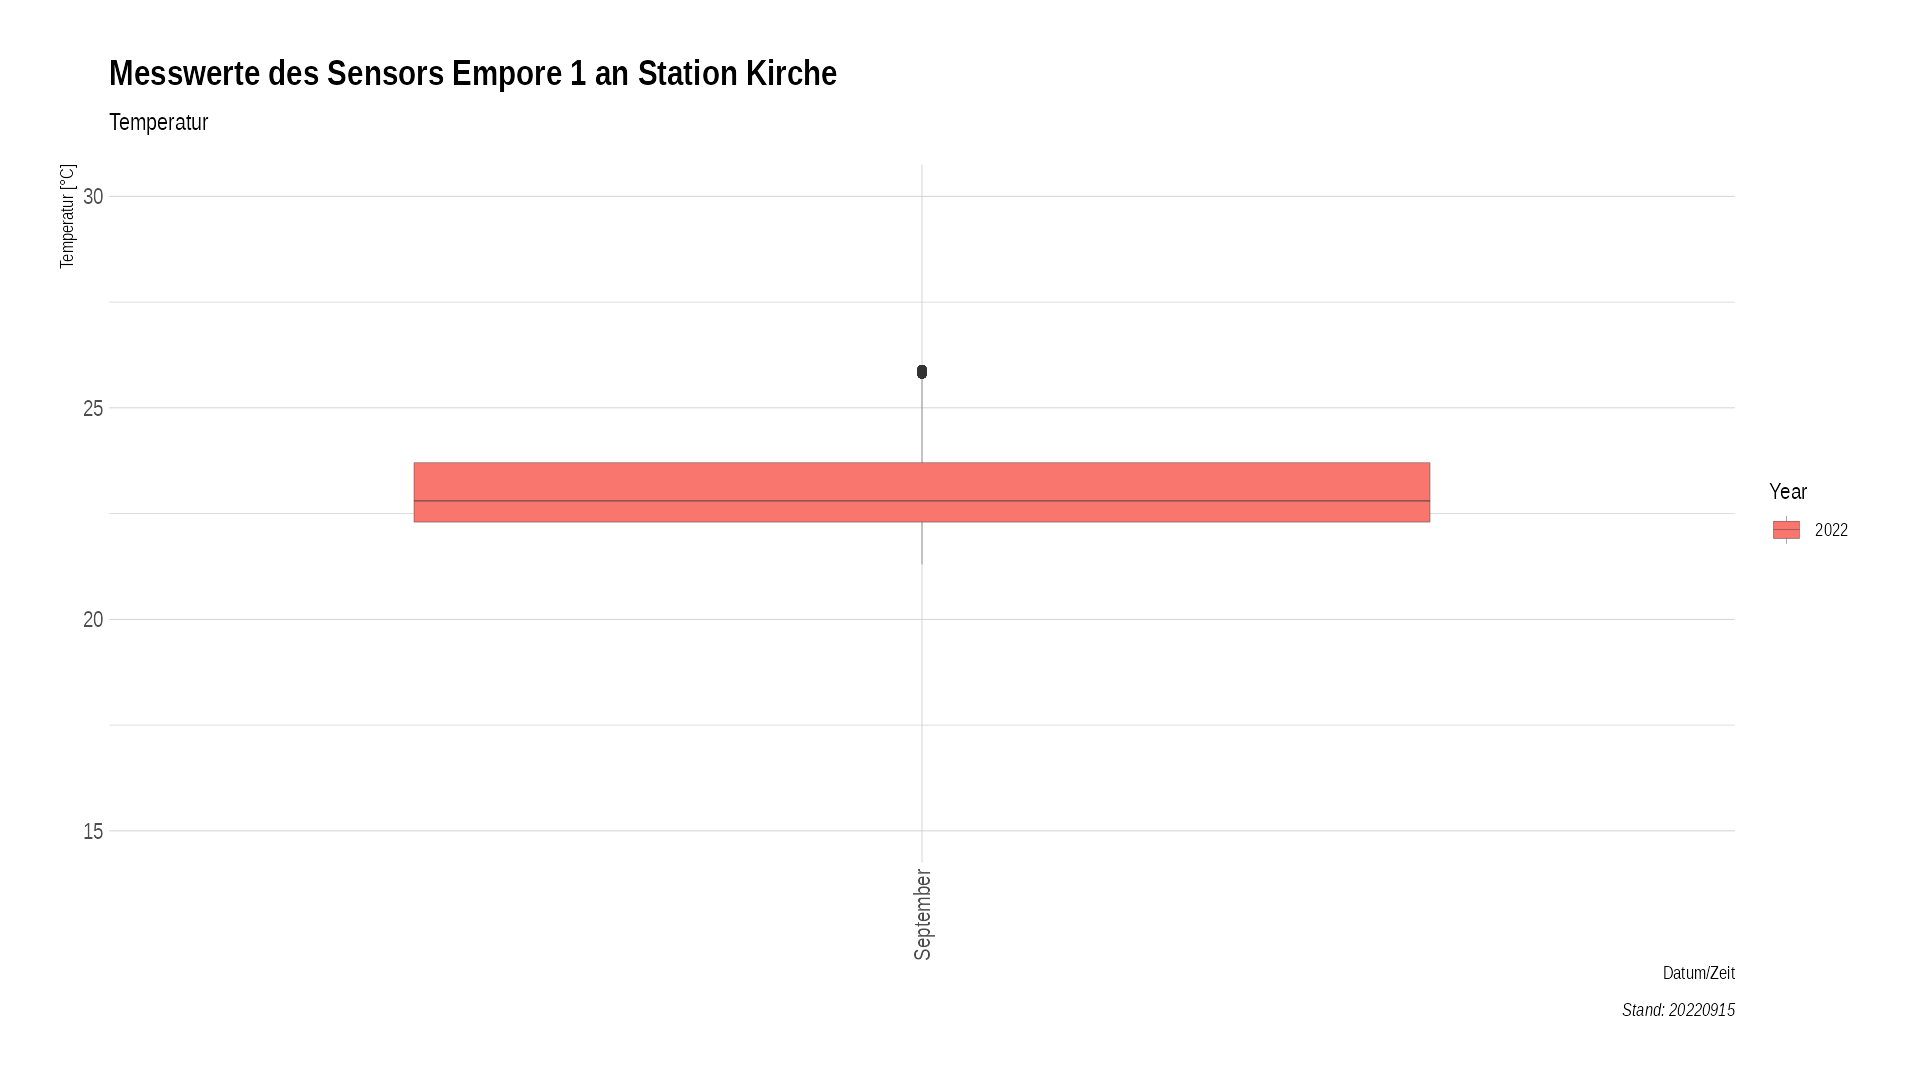 Messwerte des Sensors Empore 1 an Station Kirche
Temperatur
Temperatur [°C]
30
25
20
15
September
Year
2022
Datum/Zeit
Stand: 20220915